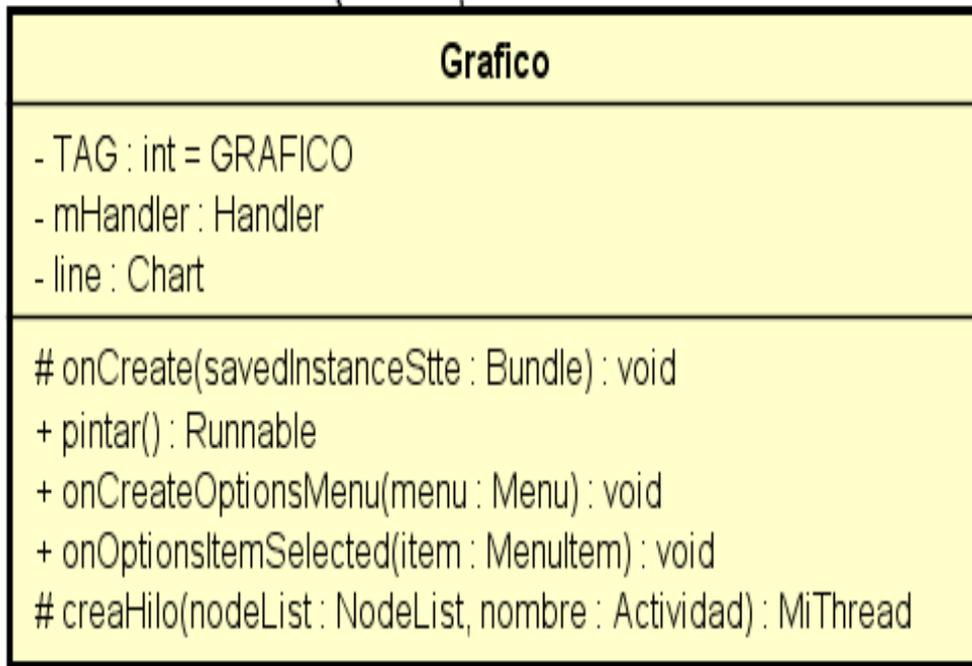 Grafico
- TAG : int = GRAFICO
- mHandler : Handler
- line : Chart
# onCreate(savedInstanceStte : Bundle) : void
+ pintar() : Runnable
+ onCreateOptionsMenu(menu : Menu) : void
+ onOptionsItemSelected(item : MenuItem) : void
# creaHilo(nodeList : NodeList, nombre : Actividad) : MiThread